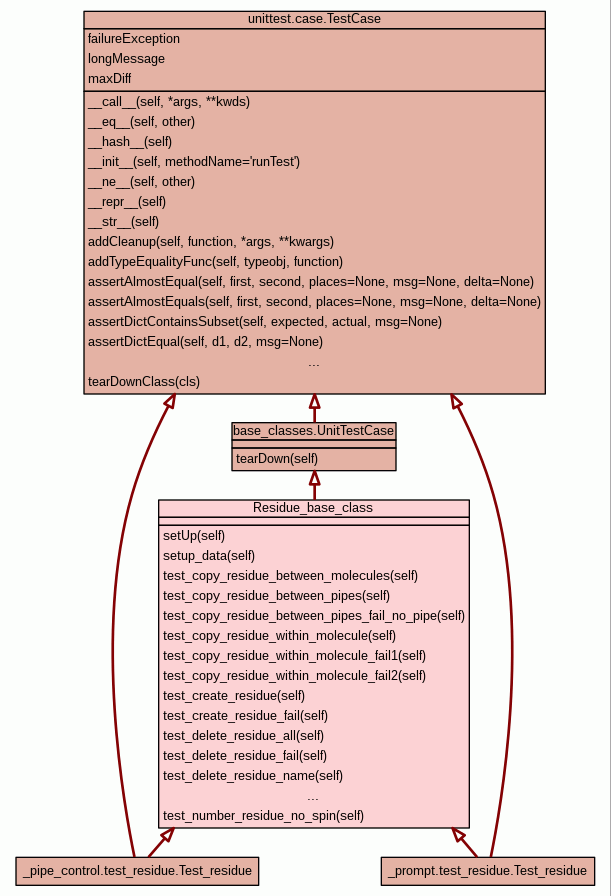 unittest.case.TestCase
failureException
longMessage
maxDiff
__call__(self, *args, **kwds)
__eq__(self, other)
__hash__(self)
__init__(self, methodName='runTest')
__ne__(self, other)
__repr__(self)
__str__(self)
addCleanup(self, function, *args, **kwargs)
addTypeEqualityFunc(self, typeobj, function)
assertAlmostEqual(self, first, second, places=None, msg=None, delta=None)
assertAlmostEquals(self, first, second, places=None, msg=None, delta=None)
assertDictContainsSubset(self, expected, actual, msg=None)
assertDictEqual(self, d1, d2, msg=None)
...
tearDownClass(cls)
base_classes.UnitTestCase
tearDown(self)
Residue_base_class
setUp(self)
setup_data(self)
test_copy_residue_between_molecules(self)
test_copy_residue_between_pipes(self)
test_copy_residue_between_pipes_fail_no_pipe(self)
test_copy_residue_within_molecule(self)
test_copy_residue_within_molecule_fail1(self)
test_copy_residue_within_molecule_fail2(self)
test_create_residue(self)
test_create_residue_fail(self)
test_delete_residue_all(self)
test_delete_residue_fail(self)
test_delete_residue_name(self)
...
test_number_residue_no_spin(self)
_pipe_control.test_residue.Test_residue
_prompt.test_residue.Test_residue